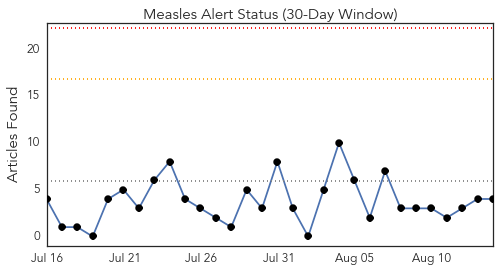 Measles Alert Status (30-Day Window)
Articles Found
20
15
10
5
0
Jul 16
Jul 21
Jul 26
Jul 31
Aug 05
Aug 10